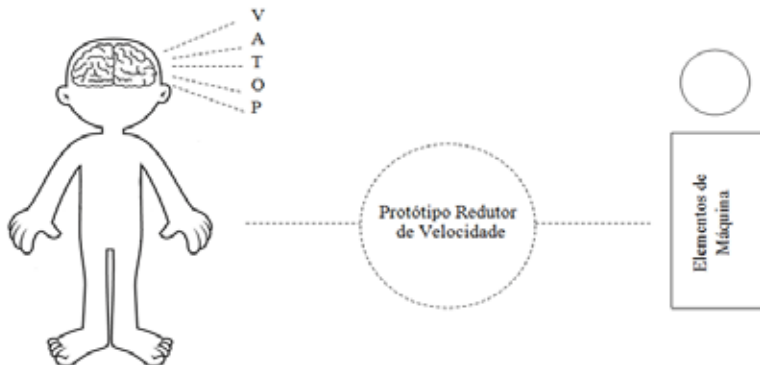 V
A
T
O
P
Protótipo Redutor
de Velocidade
Elementos de
Máquina